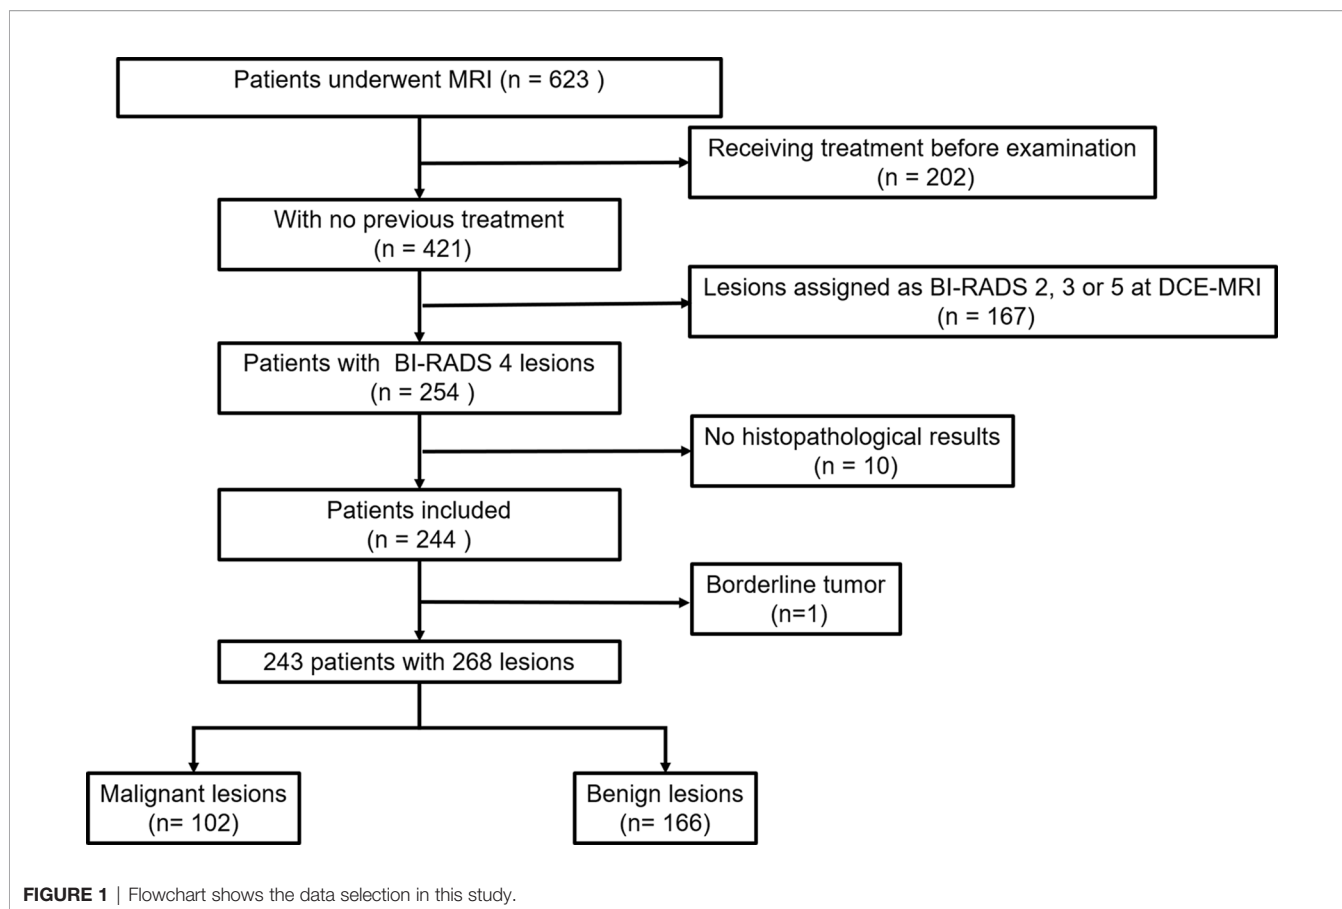 Patients underwent MRI (n = 623 )
Receiving treatment before examination
(n = 202)
With no previous treatment
(n = 421)
Lesions assigned as BI-RADS 2, 3 or 5 at DCE-MRI
(n = 167)
Patients with BI-RADS 4 lesions
(n = 254 )
No histopathological results
(n = 10)
Patients included
(n = 244 )
Borderline tumor
(n=1)
243 patients with 268 lesions
Malignant lesions
(n= 102)
Benign lesions
(n= 166)
FIGURE 1 | Flowchart shows the data selection in this study.